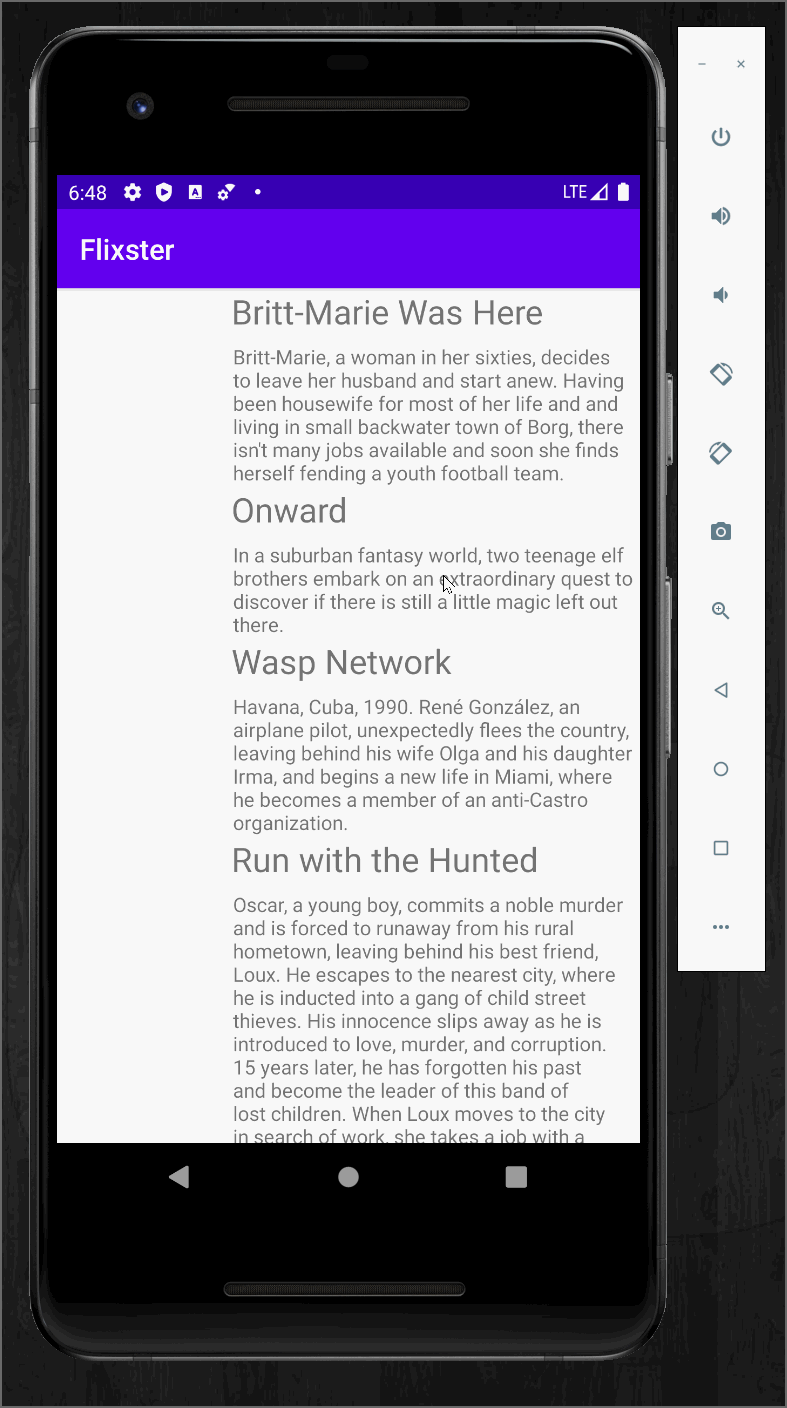 6:48
A
LTE
Flixster
Britt-Marie Was Here
Britt-Marie, a woman in her sixties, decides
to leave her husband and start anew. Having
been housewife for most of her life and and
living in small backwater town of Borg, there
isn't many jobs available and soon she finds
herself fending a youth football team.
Onward
In a suburban fantasy world, two teenage elf
brothers embark on an extraordinary quest to
discover if there is still a little magic left out
there.
Wasp Network
Havana, Cuba, 1990. René González, an
airplane pilot, unexpectedly flees the country,
leaving behind his wife Olga and his daughter
Irma, and begins a new life in Miami, where
he becomes a member of an anti-Castro
organization.
Run with the Hunted
Oscar, a young boy, commits a noble murder
and is forced to runaway from his rural
hometown, leaving behind his best friend,
Loux. He escapes to the nearest city, where
he is inducted into a gang of child street
thieves. His innocence slips away as he is
introduced to love, murder, and corruption.
15 years later, he has forgotten his past
and become the leader of this band of
lost children. When Loux moves to the city
in search of work, she takes a job with a